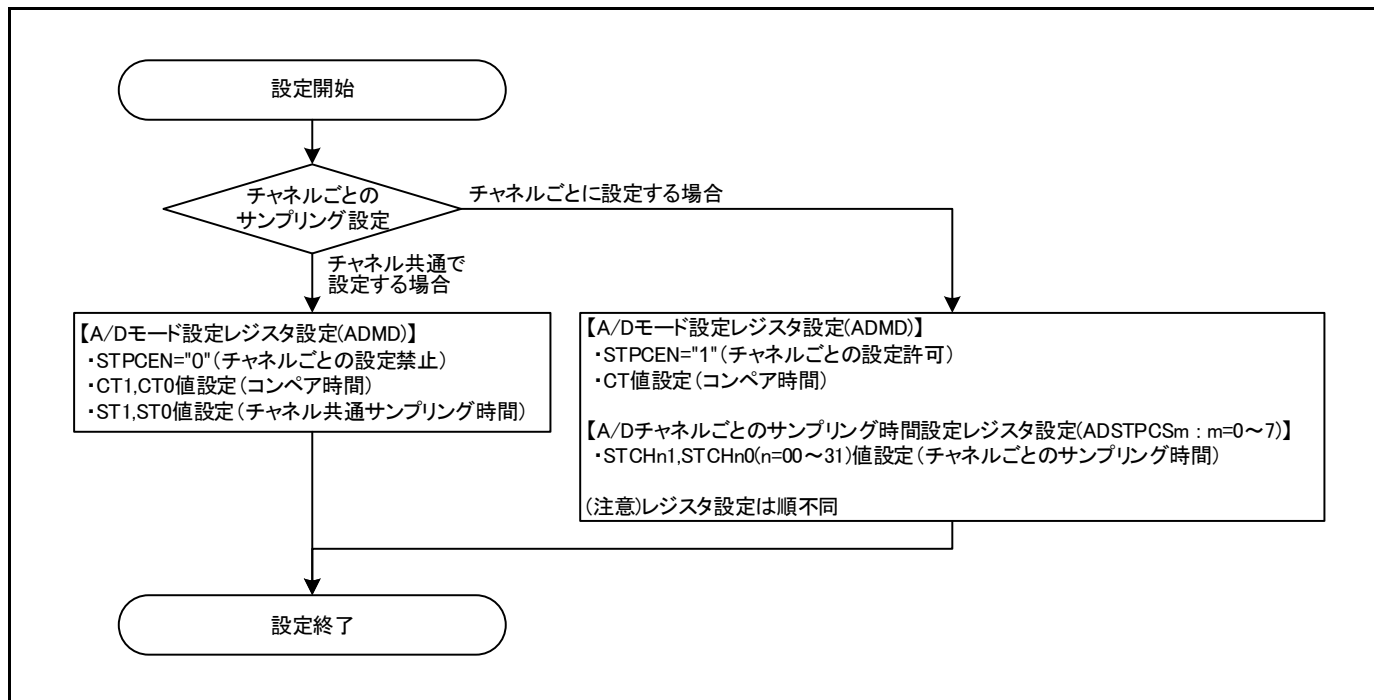 設定開始
チャネルごとの
サンプリング設定
チャネルごとに設定する場合
チャネル共通で
設定する場合
【A/Dモード設定レジスタ設定(ADMD)】
・STPCEN="0"(チャネルごとの設定禁止)
・CT1,CT0値設定(コンペア時間)
・ST1,ST0値設定(チャネル共通サンプリング時間)
【A/Dモード設定レジスタ設定(ADMD)】
・STPCEN="1"(チャネルごとの設定許可)
・CT値設定(コンペア時間)
【A/Dチャネルごとのサンプリング時間設定レジスタ設定(ADSTPCSm : m=0～7)】
・STCHn1,STCHn0(n=00～31)値設定(チャネルごとのサンプリング時間)
(注意)レジスタ設定は順不同
設定終了